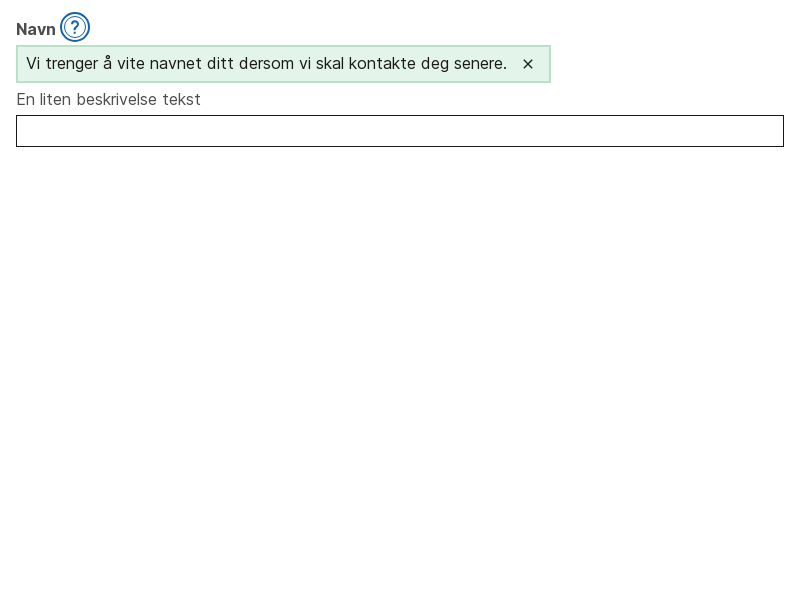 Navn ?
Vi trenger å vite navnet ditt dersom vi skal kontakte deg senere. ×
En liten beskrivelse tekst